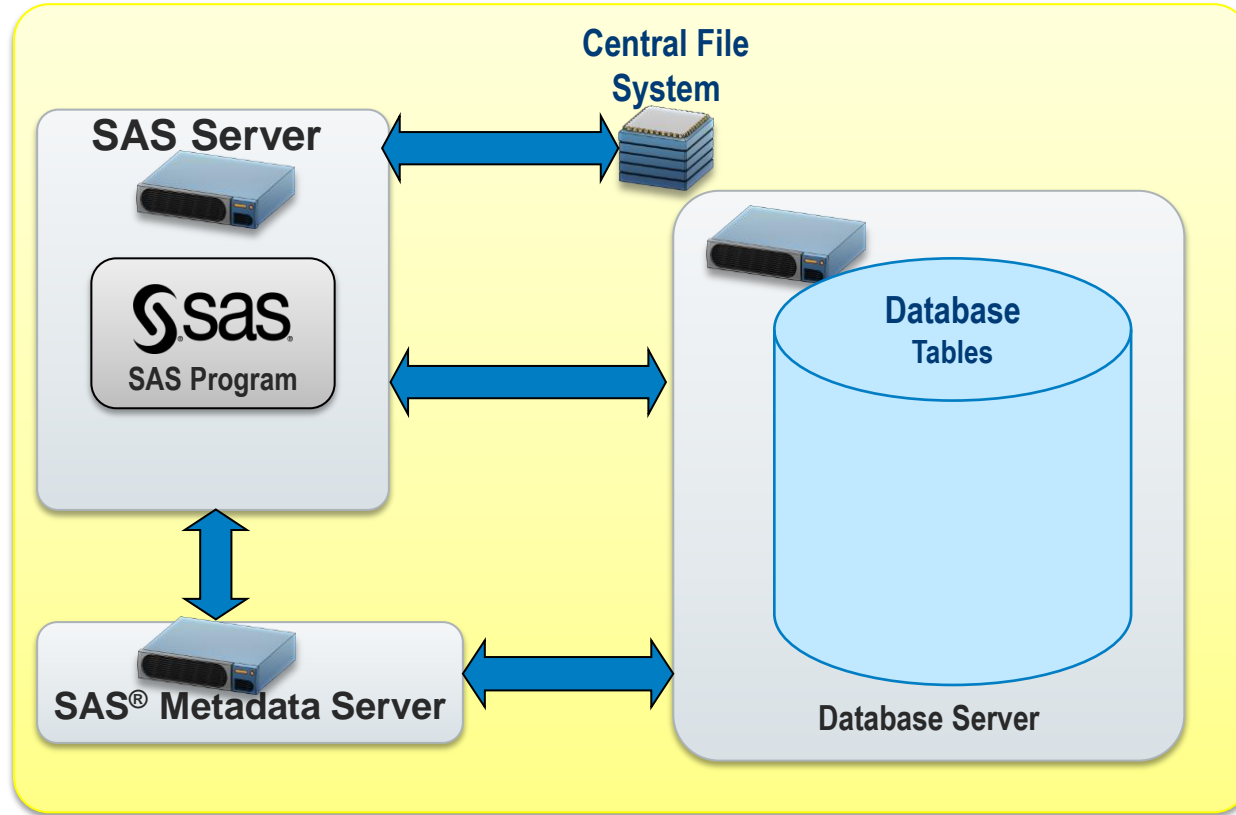 Central File
System
SAS Server
sas
SAS Program
Database
Tables
SAS® Metadata Server
Database Server